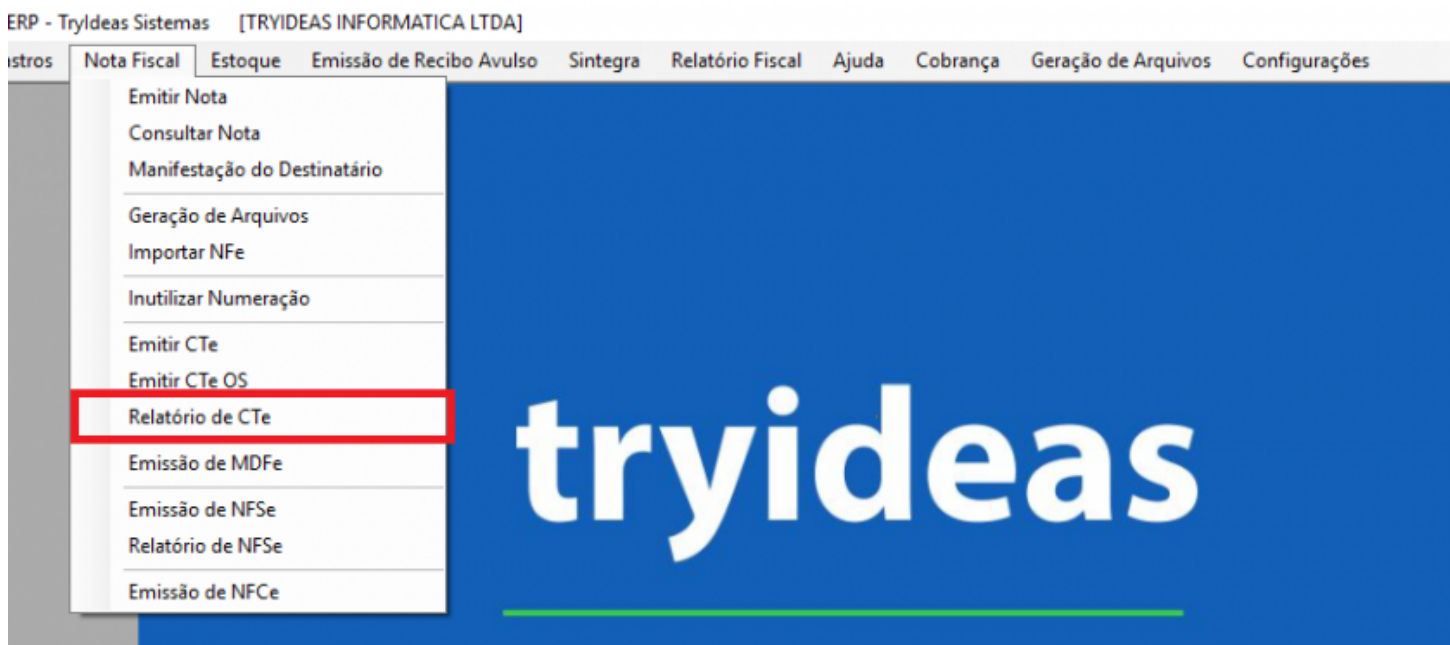 ERP - TryIdeas Sistemas [TRYIDEAS INFORMATICA LTDA]
astros Nota Fiscal Estoque Emissão de Recibo Avulso Sintegra Relatório Fiscal Ajuda Cobrança Geração de Arquivos Configurações
Emitir Nota
Consultar Nota
Manifestação do Destinatário
Geração de Arquivos
Importar NFe
Inutilizar Numeração
Emitir CTe
Emitir CTe OS
Relatório de CTe
Emissão de MDFe
Emissão de NFSe
Relatório de NFSe
Emissão de NFCe
tryideas